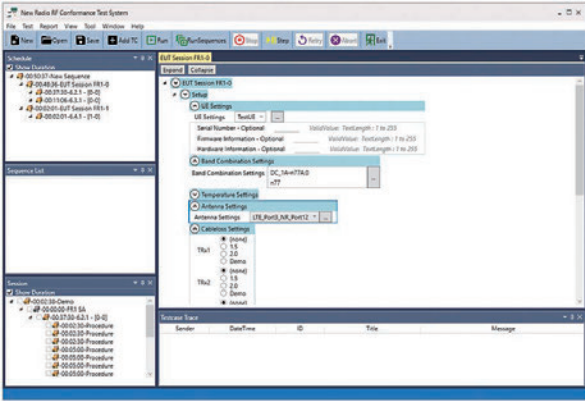 New Radio RF Conformance Test System
File Test Report View Tool Window Help
New Open Save Add TC Run RunSequences Stop Step Retry Abort Exit
Schedule
Show Duration
00:50:37-New Sequence
00:48:36-EUT Session FR1-0
00:37:30-6.2.1 - [0-0]
00:11:06-6.3.1 - [0-0]
00:02:01-EUT Session FR1-1
00:02:01-6.4.1 - [1-0]
Sequence List
Session
Show Duration
00:02:30-Demo
00:00:00-FR1 SA
00:37:30-6.2.1 - [0-0]
00:02:30-Procedure
00:02:30-Procedure
00:02:30-Procedure
00:05:00-Procedure
00:05:00-Procedure
00:05:00-Procedure
00:05:00-Procedure
EUT Session FR1-0
Expand Collapse
EUT Session FR1-0
Setup
UE Settings
UE Settings TestUE ...
Serial Number - Optional ValidValue: TextLength : 1 to 255
Firmware Information - Optional ValidValue: TextLength : 1 to 255
Hardware Information - Optional ValidValue: TextLength : 1 to 255
Band Combination Settings
Band Combination Settings DC_1A-n77A;0 ...
n77
Temperature Settings
Antenna Settings
Antenna Settings LTE_Port3_NR_Port12 ...
Cableloss Settings
TRx1
(none)
1.5
2.0
Demo
TRx2
(none)
1.5
2.0
Demo
(none)
Testcase Trace
Sender DateTime ID Title Message